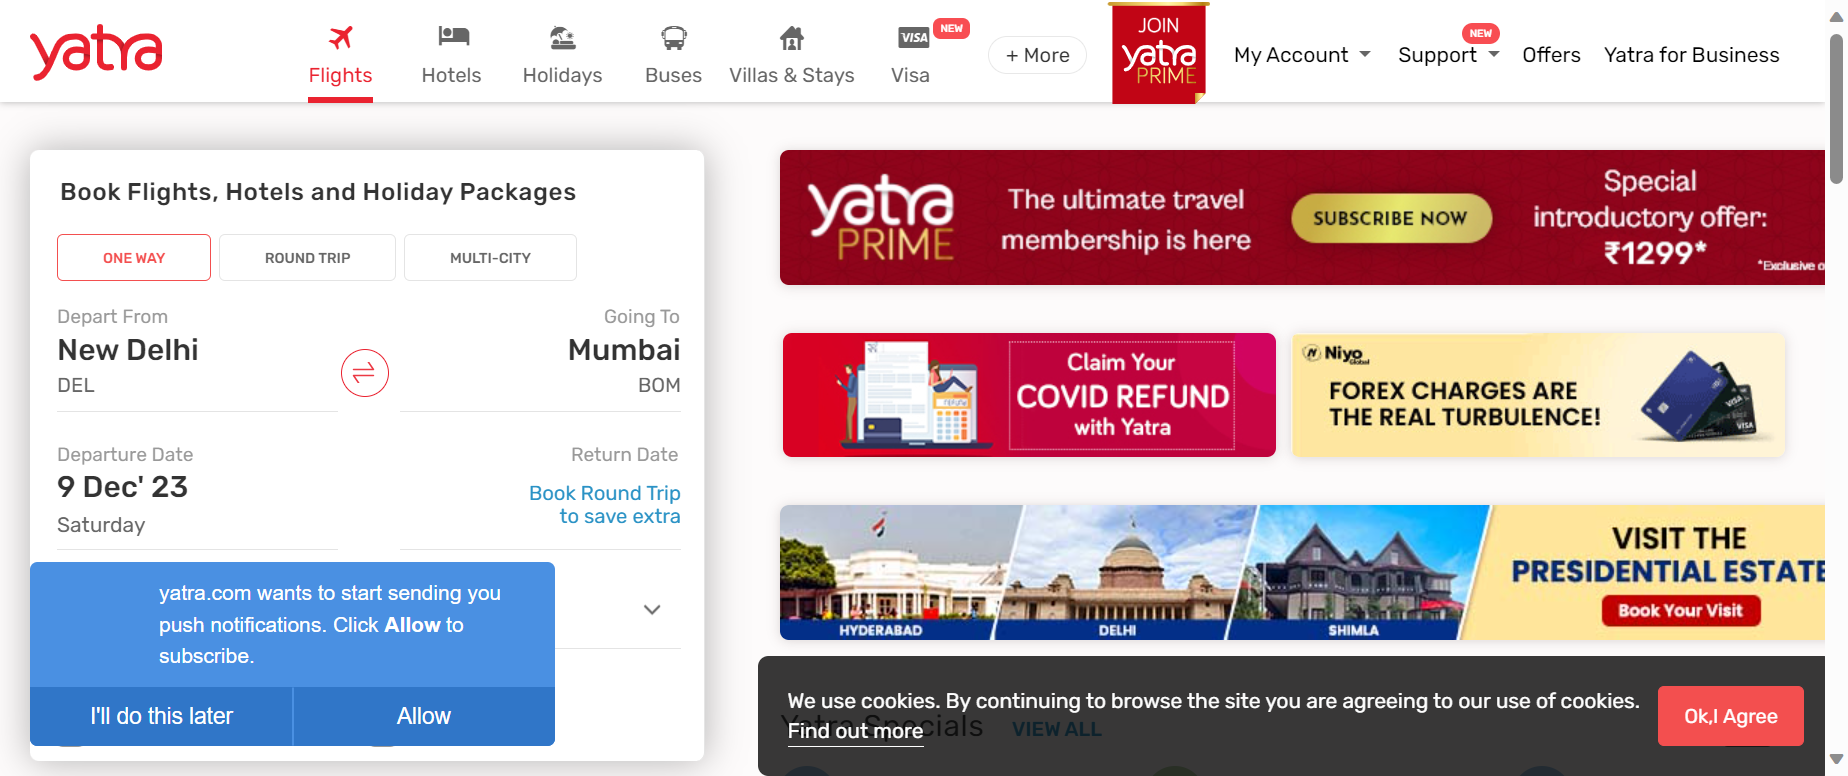 yatra
Flights
Hotels
Holidays
Buses
Villas & Stays
VISA
NEW
Visa
+ More
JOIN
yatra
PRIME
My Account
NEW
Support
Offers
Yatra for Business
Book Flights, Hotels and Holiday Packages
ONE WAY
ROUND TRIP
MULTI-CITY
Depart From
New Delhi
DEL
Going To
Mumbai
BOM
Departure Date
9 Dec' 23
Saturday
Return Date
Book Round Trip
to save extra
yatra.com wants to start sending you
push notifications. Click Allow to
subscribe.
I'll do this later
Allow
yatra
PRIME
The ultimate travel
membership is here
SUBSCRIBE NOW
Special
introductory offer:
₹1299*
*Exclusive o
REFUND
Claim Your
COVID REFUND
with Yatra
Niyo
Global
FOREX CHARGES ARE
THE REAL TURBULENCE!
VISA
VISA
HYDERABAD
DELHI
SHIMLA
VISIT THE
PRESIDENTIAL ESTATE
Book Your Visit
We use cookies. By continuing to browse the site you are agreeing to our use of cookies.
Find out more
Ok,I Agree
Yatra Specials
VIEW ALL